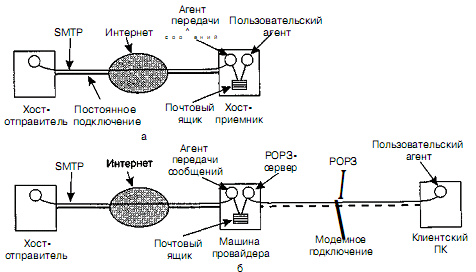 Агент
передачи
Пользовательский
агент
SMTP
Интернет
Хост-
отправитель
Постоянное
подключение
Почтовый
ящик
Хост-
приемник
а
SMTP
Интернет
Агент
передачи
сообщений
POP3-
сервер
POP3
Пользовательский
агент
Хост-
отправитель
Почтовый
ящик
Машина
провайдера
Модемное
подключение
Клиентский
ПК
б